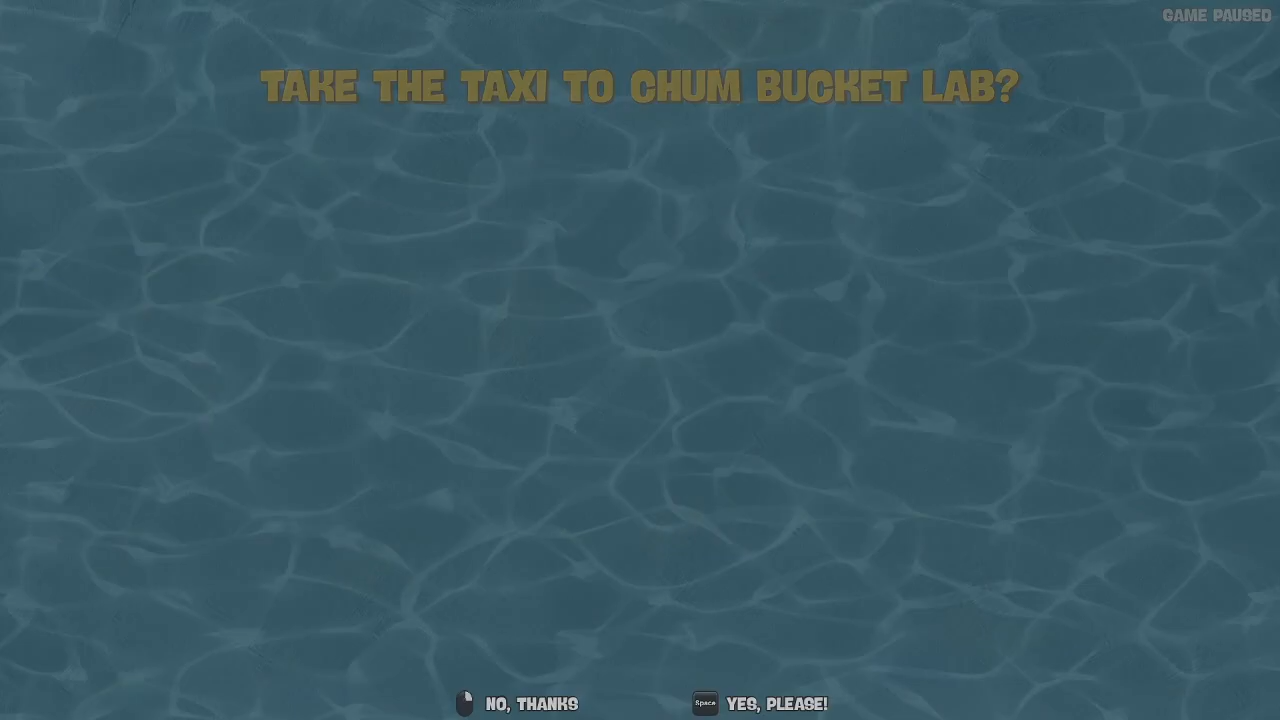 GAME PAUSED
TAKE THE TAXI TO CHUM BUCKET LAB?
NO, THANKS
Space YES, PLEASE!